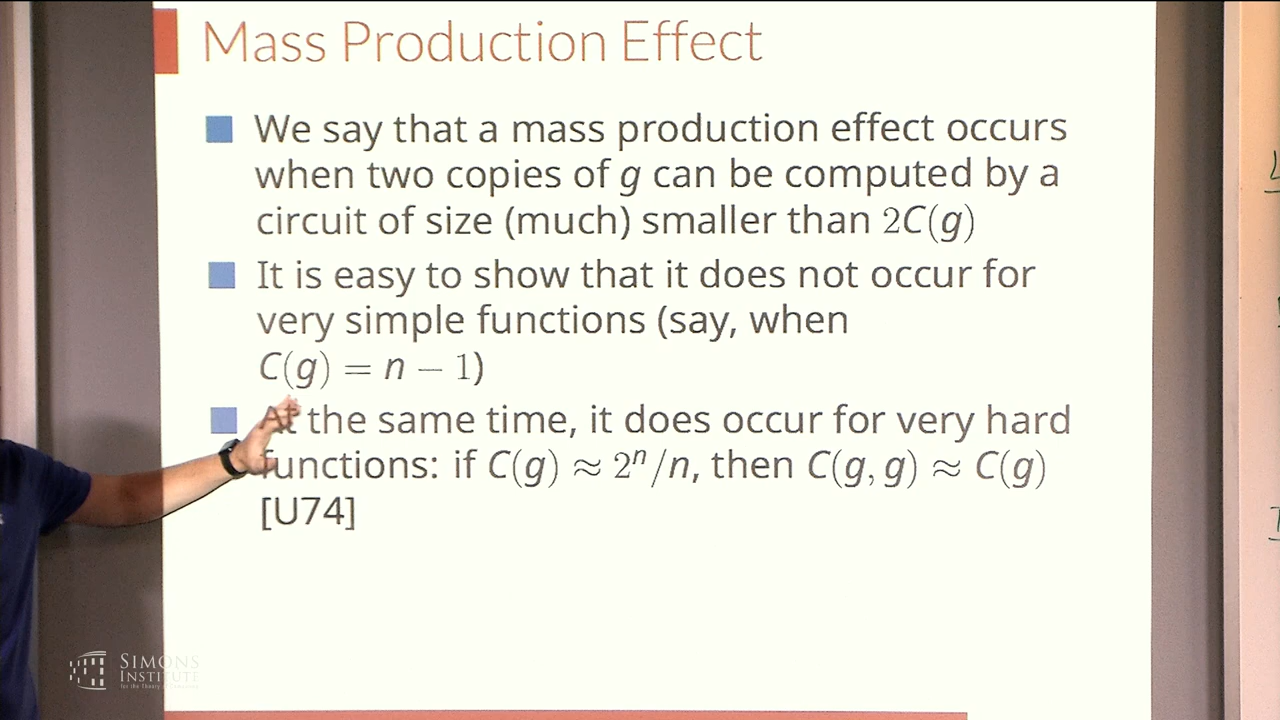 Mass Production Effect
We say that a mass production effect occurs
when two copies of g can be computed by a
circuit of size (much) smaller than 2C(g)
It is easy to show that it does not occur for
very simple functions (say, when
C(g) = n − 1)
At the same time, it does occur for very hard
functions: if C(g) ≈ 2ⁿ/n, then C(g, g) ≈ C(g)
[U74]
SIMONS
INSTITUTE